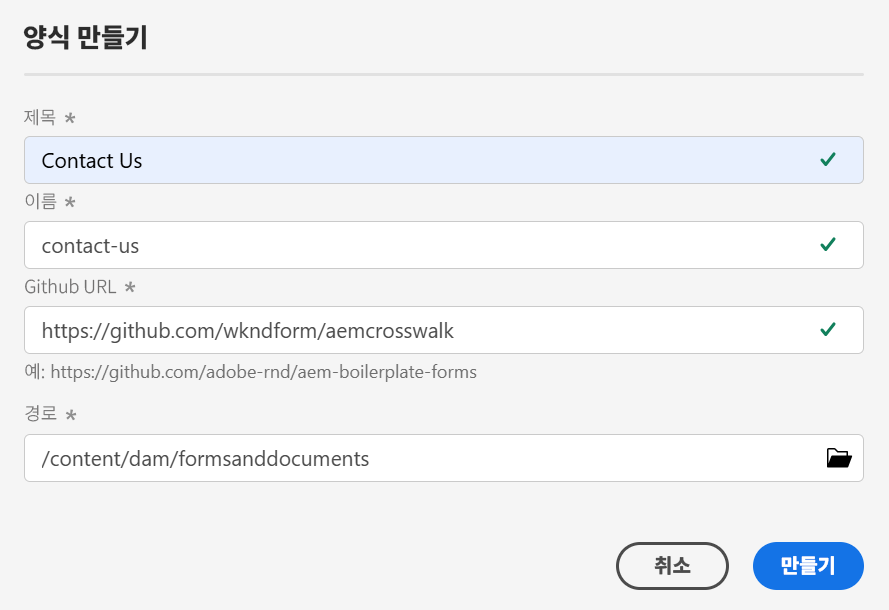 양식 만들기
제목 *
Contact Us
이름 *
contact-us
Github URL *
https://github.com/wkndform/aemcrosswalk
예: https://github.com/adobe-rnd/aem-boilerplate-forms
경로 *
/content/dam/formsanddocuments
취소 만들기